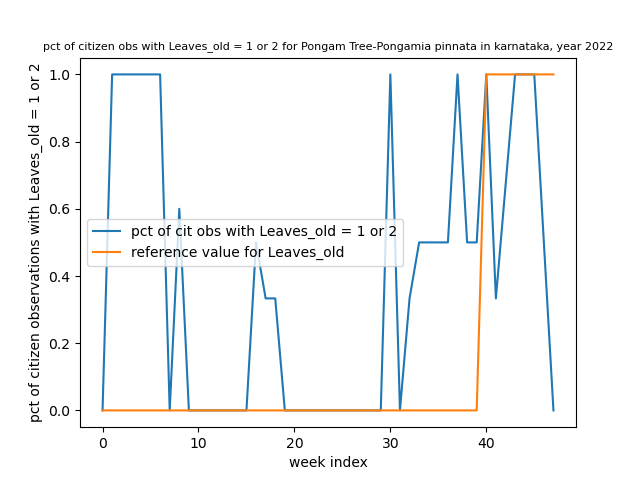 pct of citizen obs with Leaves_old = 1 or 2 for Pongam Tree-Pongamia pinnata in karnataka, year 2022
pct of citizen observations with Leaves_old = 1 or 2
1.0
0.8
0.6
0.4
0.2
0.0
pct of cit obs with Leaves_old = 1 or 2
reference value for Leaves_old
0 10 20 30 40
week index